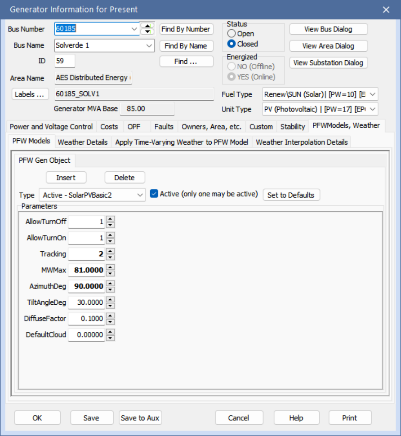 Generator Information for Present
Bus Number 60185 Find By Number Status View Bus Dialog
Open
Bus Name Solverde 1 Find By Name Closed View Area Dialog
ID 59 Find ... Energized View Substation Dialog
NO (Offline)
Area Name AES Distributed Energy YES (Online)
Labels ... 60185_SOLV1 Fuel Type Renew\SUN (Solar)| [PW=10]
Generator MVA Base 85.00 Unit Type PV (Photovoltaic) | [PW=17]
Power and Voltage Control Costs OPF Faults Owners, Area, etc. Custom Stability PFWModels, Weather
PFW Models Weather Details Apply Time-Varying Weather to PFW Model Weather Interpolation Details
PFW Gen Object
Insert Delete
Type Active - SolarPVBasic2 Active (only one may be active) Set to Defaults
Parameters
AllowTurnOff 1
AllowTurnOn 1
Tracking 2
MWMax 81.0000
AzimuthDeg 90.0000
TiltAngleDeg 30.0000
DiffuseFactor 0.1000
DefaultCloud 0.00000
OK Save Save to Aux Cancel Help Print